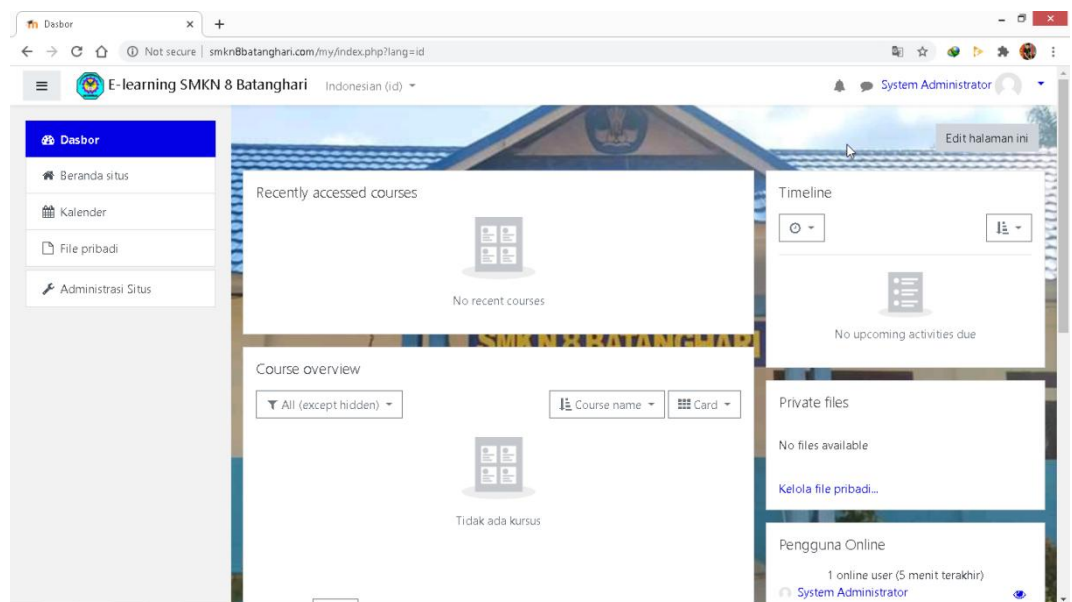 Dasbor
Not secure | smkn8batanghari.com/my/index.php?lang=id
E-learning SMKN 8 Batanghari Indonesian (id) System Administrator
Dasbor
Beranda situs
Kalender
File pribadi
Administrasi Situs
Edit halaman ini
Recently accessed courses
No recent courses
Timeline
No upcoming activities due
SMK N 8 BATANGHARI
Course overview
All (except hidden) Course name Card
Tidak ada kursus
Private files
No files available
Kelola file pribadi...
Pengguna Online
1 online user (5 menit terakhir)
System Administrator